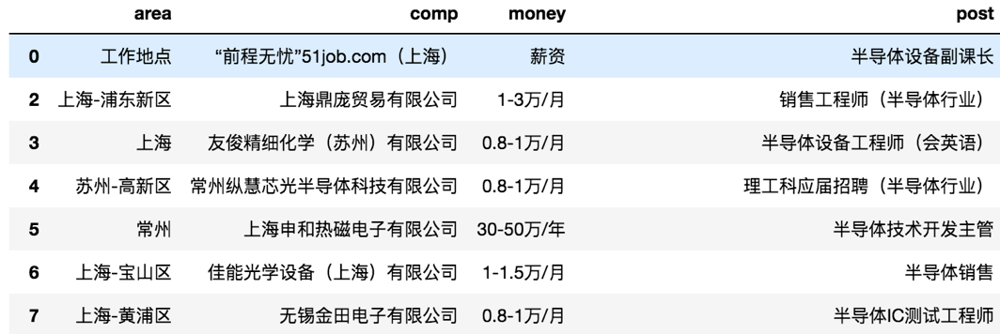 area comp money post
0 工作地点 “前程无忧”51job.com（上海） 薪资 半导体设备副课长
2 上海-浦东新区 上海鼎庞贸易有限公司 1-3万/月 销售工程师（半导体行业）
3 上海 友俊精细化学（苏州）有限公司 0.8-1万/月 半导体设备工程师（会英语）
4 苏州-高新区 常州纵慧芯光半导体科技有限公司 0.8-1万/月 理工科应届招聘（半导体行业）
5 常州 上海申和热磁电子有限公司 30-50万/年 半导体技术开发主管
6 上海-宝山区 佳能光学设备（上海）有限公司 1-1.5万/月 半导体销售
7 上海-黄浦区 无锡金田电子有限公司 0.8-1万/月 半导体IC测试工程师